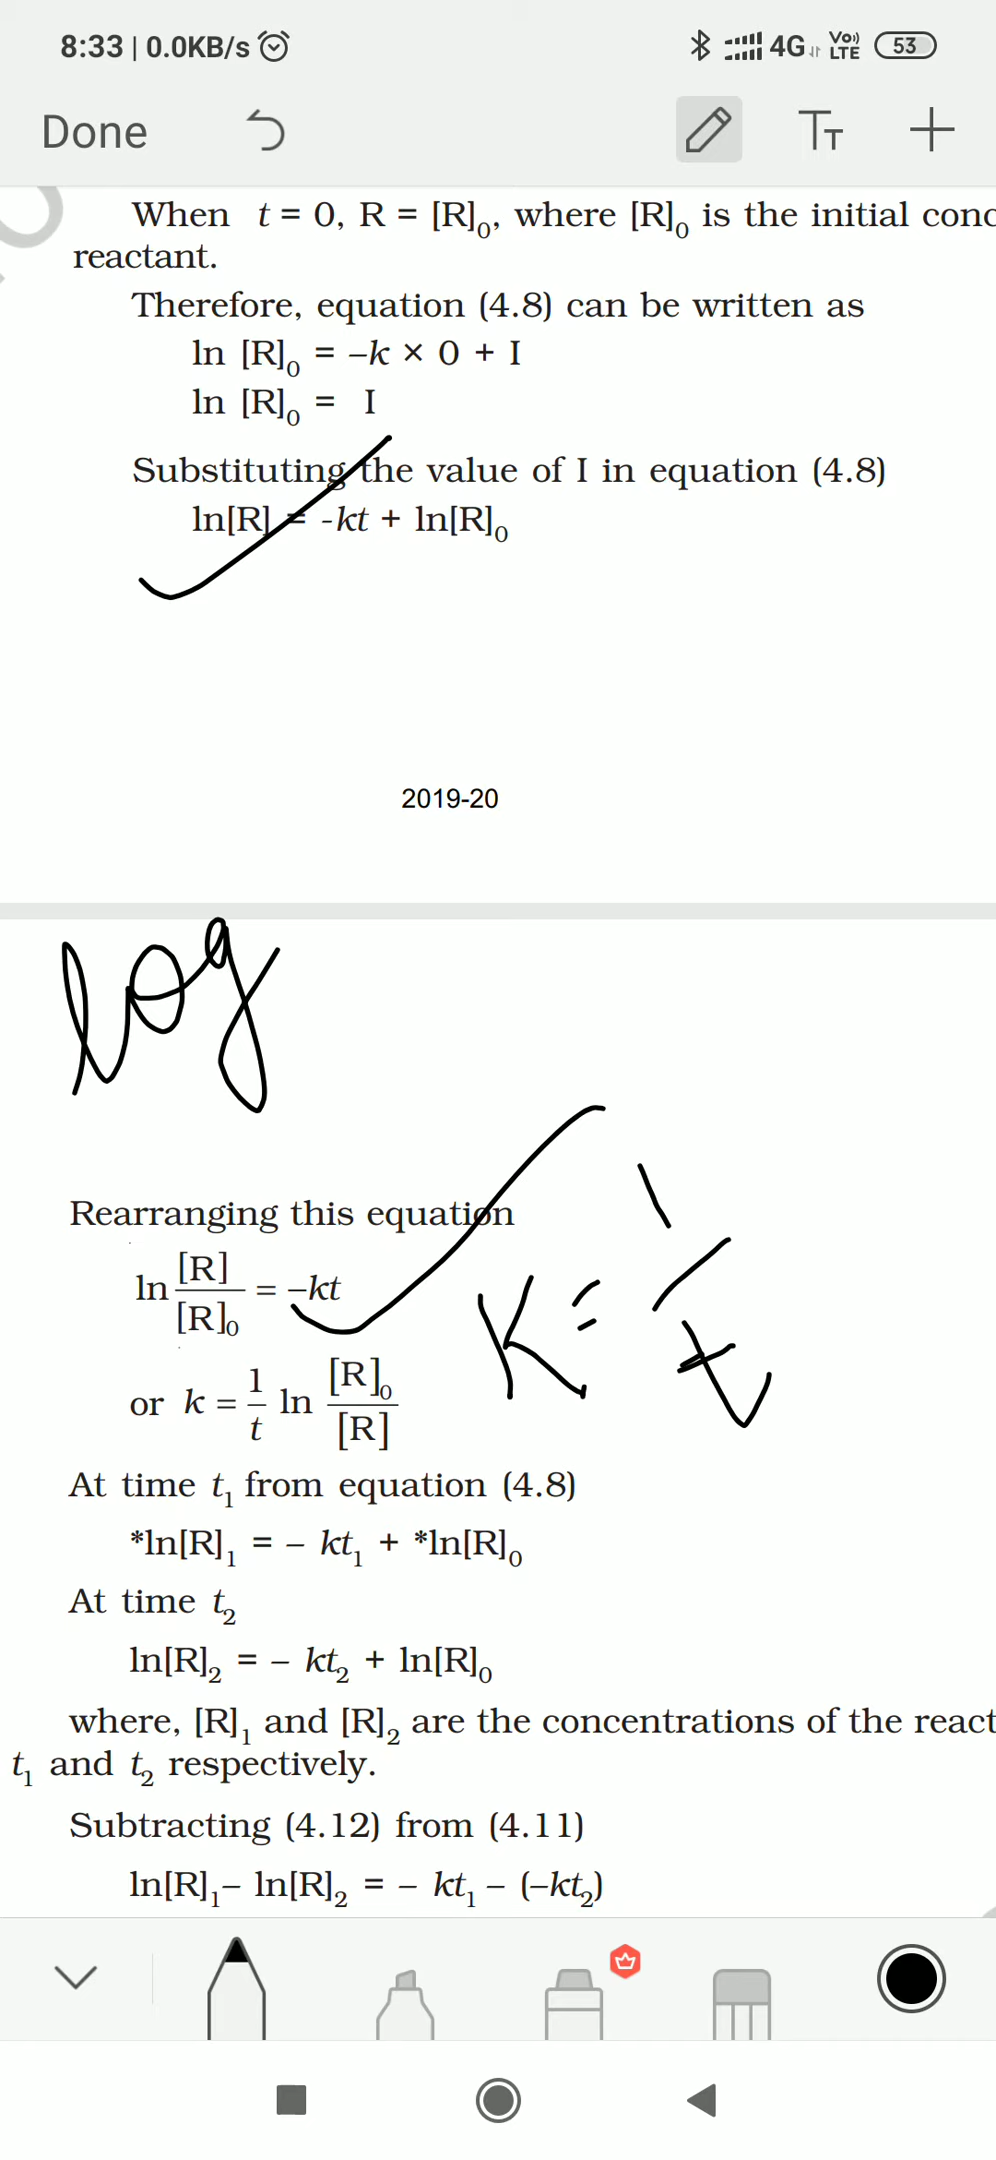 8:33 | 0.0KB/s 4G VoLTE 53
Done TT
When t = 0, R = [R]₀, where [R]₀ is the initial conc
reactant.
Therefore, equation (4.8) can be written as
ln [R]₀ = –k × 0 + I
ln [R]₀ = I
Substituting the value of I in equation (4.8)
ln[R] = -kt + ln[R]₀
2019-20
log
Rearranging this equation
ln [R]/[R]₀ = –kt
K = 1/t
or k = 1/t ln [R]₀/[R]
At time t₁ from equation (4.8)
*ln[R]₁ = – kt₁ + *ln[R]₀
At time t₂
ln[R]₂ = – kt₂ + ln[R]₀
where, [R]₁ and [R]₂ are the concentrations of the react
t₁ and t₂ respectively.
Subtracting (4.12) from (4.11)
ln[R]₁– ln[R]₂ = – kt₁ – (–kt₂)